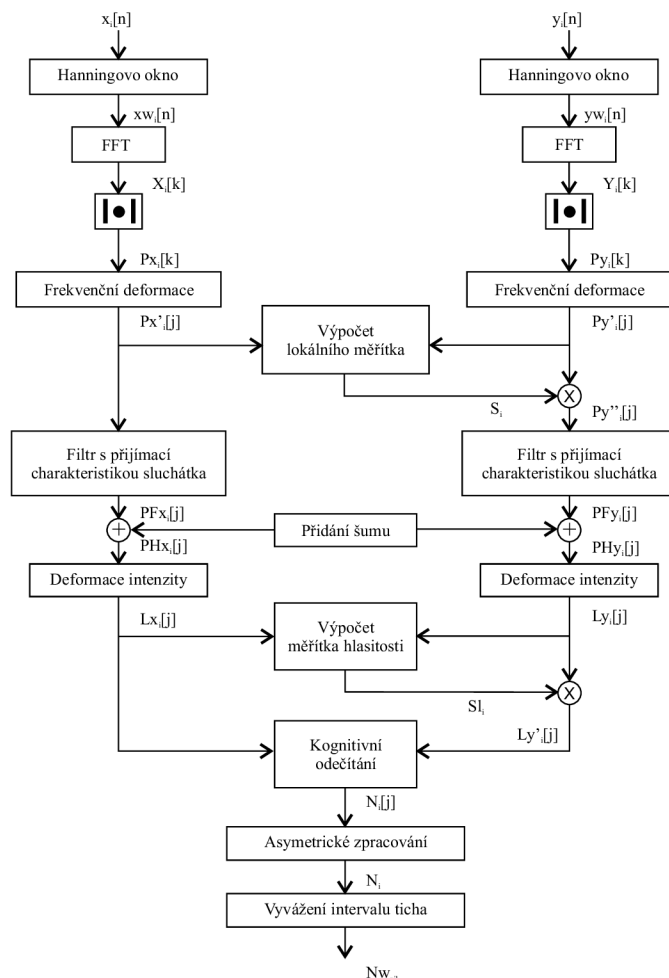 xᵢ[n] yᵢ[n]
Hanningovo okno Hanningovo okno
xwᵢ[n] ywᵢ[n]
FFT FFT
Xᵢ[k] Yᵢ[k]
|●| |●|
Pxᵢ[k] Pyᵢ[k]
Frekvenční deformace Frekvenční deformace
Px’ᵢ[j] Py’ᵢ[j]
Výpočet
lokálního měřítka
X
Sᵢ
Py’’ᵢ[j]
Filtr s přijímací Filtr s přijímací
charakteristikou sluchátka charakteristikou sluchátka
PFxᵢ[j] PFyᵢ[j]
+ Přidání šumu +
PHxᵢ[j] PHyᵢ[j]
Deformace intenzity Deformace intenzity
Lxᵢ[j] Lyᵢ[j]
Výpočet
měřítka hlasitosti
X
Slᵢ
Ly’ᵢ[j]
Kognitivní
odečítání
Nᵢ[j]
Asymetrické zpracování
Nᵢ
Vyvážení intervalu ticha
Nw